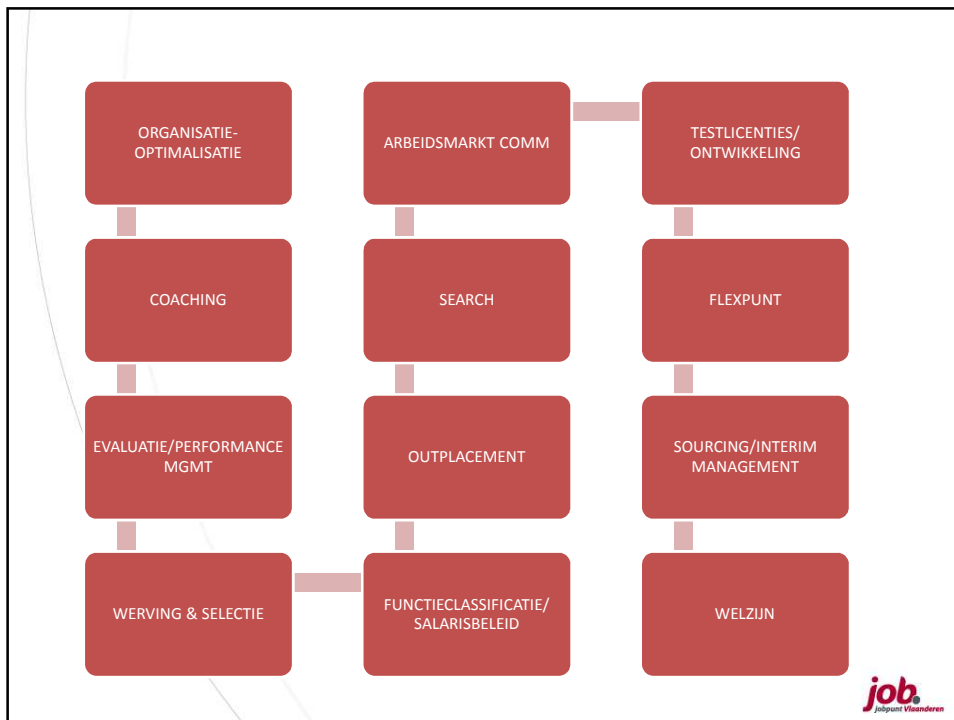 ORGANISATIE-
OPTIMALISATIE
COACHING
EVALUATIE/PERFORMANCE
MGMT
WERVING & SELECTIE
FUNCTIECLASSIFICATIE/
SALARISBELEID
OUTPLACEMENT
SEARCH
ARBEIDSMARKT COMM
TESTLICENTIES/
ONTWIKKELING
FLEXPUNT
SOURCING/INTERIM
MANAGEMENT
WELZIJN
job.
jobpunt Vlaanderen